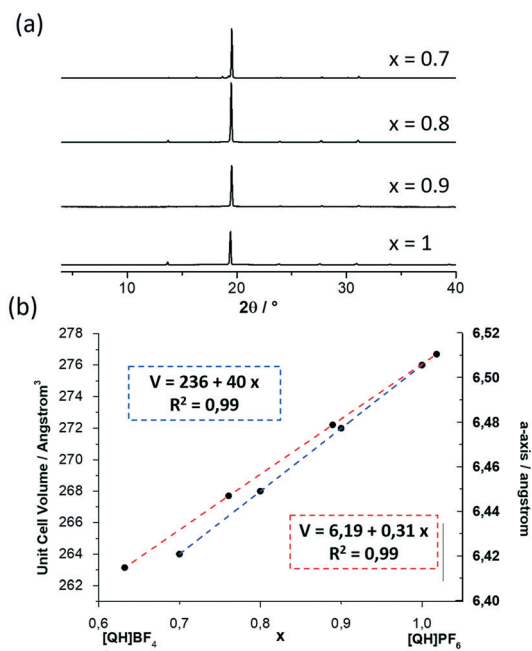 (a)
x = 0.7
x = 0.8
x = 0.9
x = 1
10 20 30 40
2θ / °
(b)
278
276
274
272
270
268
266
264
262
Unit Cell Volume / Angstrom³
V = 236 + 40 x
R² = 0,99
V = 6,19 + 0,31 x
R² = 0,99
6,52
6,50
6,48
6,46
6,44
6,42
6,40
a-axis / angstrom
0,6 0,7 0,8 0,9 1,0
[QH]BF₄ x [QH]PF₆